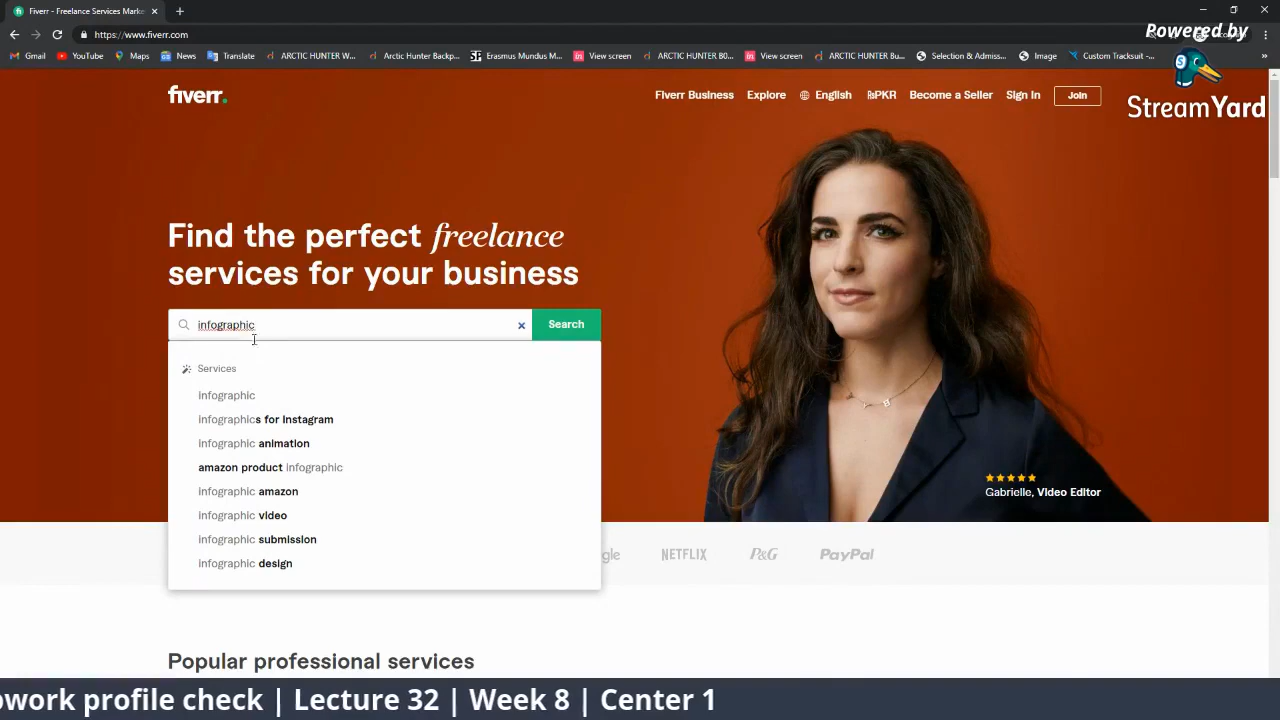 Fiverr - Freelance Services Marke
https://www.fiverr.com
Powered by
Gmail YouTube Maps News Translate ARCTIC HUNTER W... Arctic Hunter Backp... Erasmus Mundus M... View screen ARCTIC HUNTER B0... View screen ARCTIC HUNTER Bu... Selection & Admiss... Image Custom Tracksuit -...
StreamYard
fiverr.
Fiverr Business Explore English PKR Become a Seller Sign In Join
Find the perfect freelance
services for your business
infographic Search
Services
infographic
infographics for instagram
infographic animation
amazon product infographic
infographic amazon
infographic video
infographic submission
infographic design
Gabrielle, Video Editor
gle NETFLIX P&G PayPal
Popular professional services
owork profile check | Lecture 32 | Week 8 | Center 1